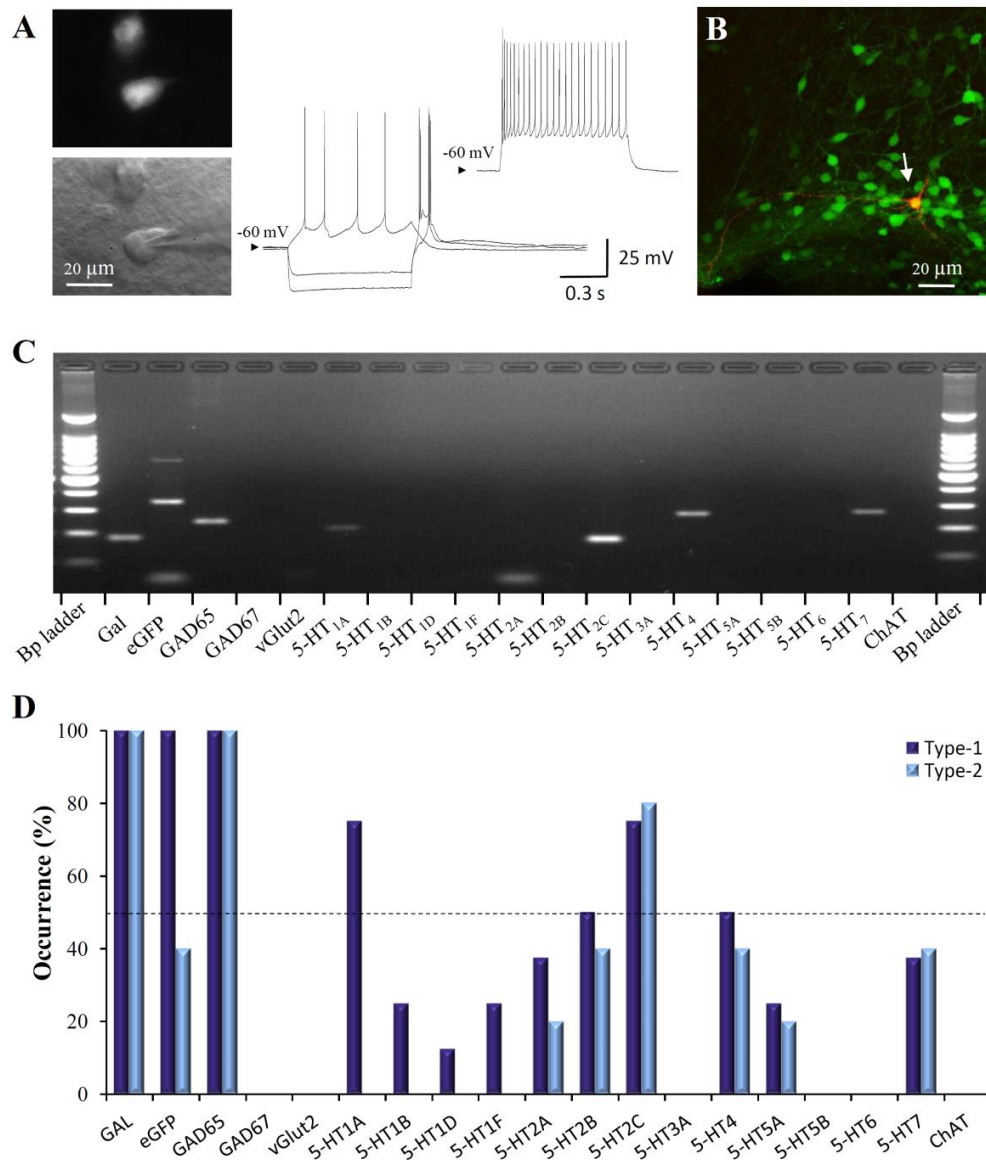 A
20 µm
-60 mV
-60 mV
25 mV
0.3 s
B
20 µm
C
Bp ladder
Gal
eGFP
GAD65
GAD67
vGlut2
5-HT1A
5-HT1B
5-HT1D
5-HT1F
5-HT2A
5-HT2B
5-HT2C
5-HT3A
5-HT4
5-HT5A
5-HT5B
5-HT6
5-HT7
ChAT
Bp ladder
D
Occurrence (%)
100
80
60
40
20
0
Type-1
Type-2
GAL
eGFP
GAD65
GAD67
vGlut2
5-HT1A
5-HT1B
5-HT1D
5-HT1F
5-HT2A
5-HT2B
5-HT2C
5-HT3A
5-HT4
5-HT5A
5-HT5B
5-HT6
5-HT7
ChAT